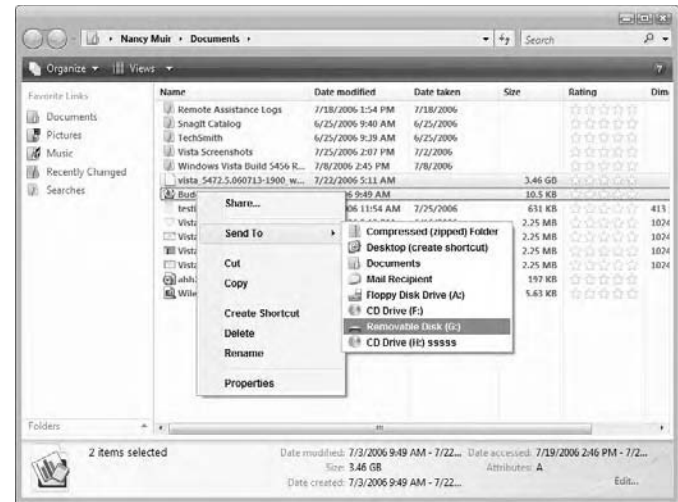 Nancy Muir Documents
Search
Organize Views
Favorite Links
Documents
Pictures
Music
Recently Changed
Searches
Folders
Name Date modified Date taken Size Rating Dim
Remote Assistance Logs 7/18/2006 1:54 PM 7/18/2006
SnagIt Catalog 6/25/2006 9:40 AM 6/25/2006
TechSmith 6/25/2006 9:39 AM 6/25/2006
Vista Screenshots 7/25/2006 2:07 PM 7/2/2006
Windows Vista Build 5456 R... 7/8/2006 2:45 PM 7/8/2006
vista_5472.5.060713-1900_w... 7/22/2006 5:11 AM 3.46 GB
Bud 6 9:49 AM 10.5 KB
testi 06 11:54 AM 7/25/2006 631 KB 413
Vista 2.25 MB 1024
Vista 2.25 MB 1024
Vista 2.25 MB 1024
ahh 197 KB
Wile 5.63 KB
Share...
Send To
Cut
Copy
Create Shortcut
Delete
Rename
Properties
Compressed (zipped) Folder
Desktop (create shortcut)
Documents
Mail Recipient
Floppy Disk Drive (A:)
CD Drive (F:)
Removable Disk (G:)
CD Drive (H:) sssss
2 items selected
Date modified: 7/3/2006 9:49 AM - 7/22... Date accessed: 7/19/2006 2:46 PM - 7/2...
Size: 3.46 GB Attributes: A
Date created: 7/3/2006 9:49 AM - 7/22... Edit...